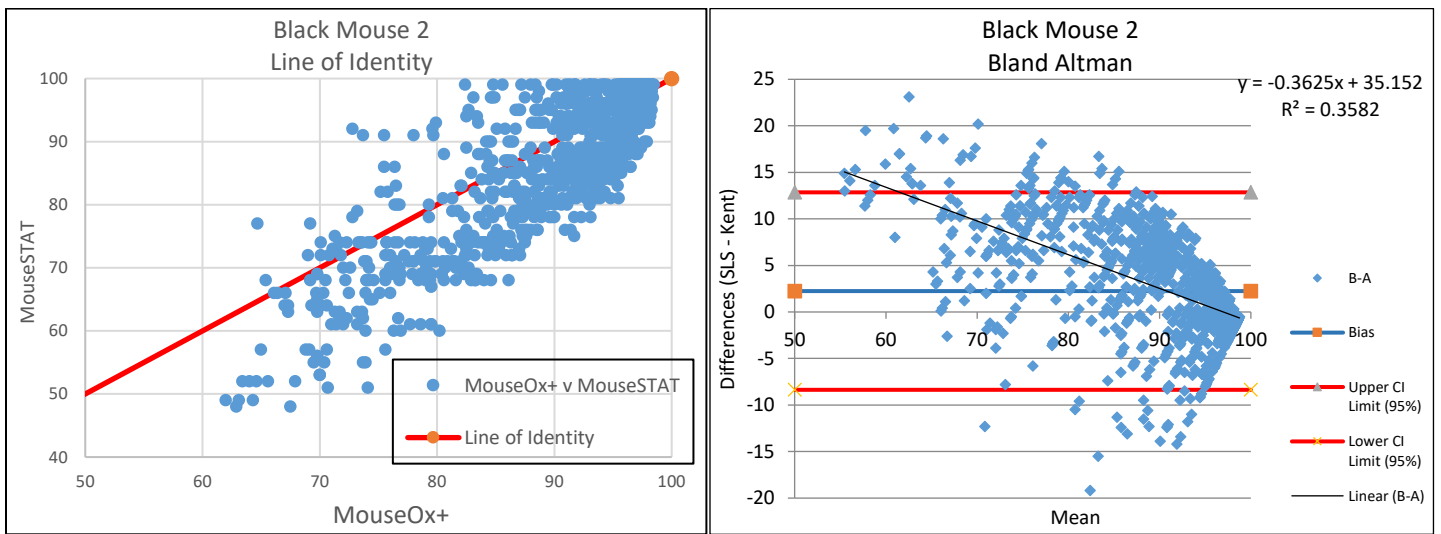 Black Mouse 2
Line of Identity
MouseSTAT
100
90
80
70
60
50
40
50
60
70
80
90
100
MouseOx+
MouseOx+ v MouseSTAT
Line of Identity
Black Mouse 2
Bland Altman
y = -0.3625x + 35.152
R² = 0.3582
Differences (SLS - Kent)
25
20
15
10
5
0
-5
-10
-15
-20
50
60
70
80
90
100
Mean
B-A
Bias
Upper CI
Limit (95%)
Lower CI
Limit (95%)
Linear (B-A)